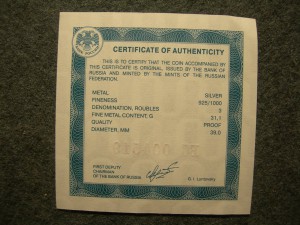 CERTIFICATE OF AUTHENTICITY
THIS IS TO CERTIFY THAT THE COIN ACCOMPANIED BY
THIS CERTIFICATE IS ORIGINAL, ISSUED BY THE BANK OF
RUSSIA AND MINTED BY THE MINTS OF THE RUSSIAN
FEDERATION.
METAL SILVER
FINENESS 925/1000
DENOMINATION, ROUBLES 3
FINE METAL CONTENT, G. 31,1
QUALITY PROOF
DIAMETER, MM 39,0
FIRST DEPUTY
CHAIRMAN
OF THE BANK OF RUSSIA